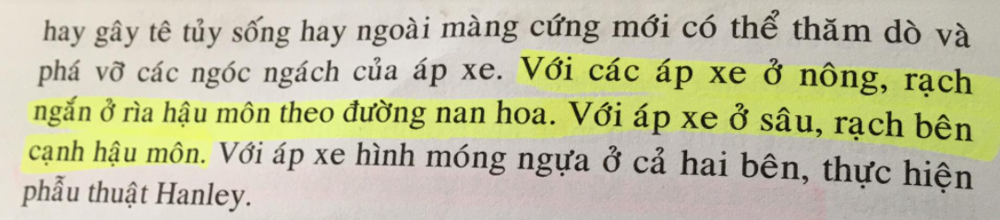 hay gây tê tủy sống hay ngoài màng cứng mới có thể thăm dò và
phá vỡ các ngóc ngách của áp xe. Với các áp xe ở nông, rạch
ngắn ở rìa hậu môn theo đường nan hoa. Với áp xe ở sâu, rạch bên
cạnh hậu môn. Với áp xe hình móng ngựa ở cả hai bên, thực hiện
phẫu thuật Hanley.